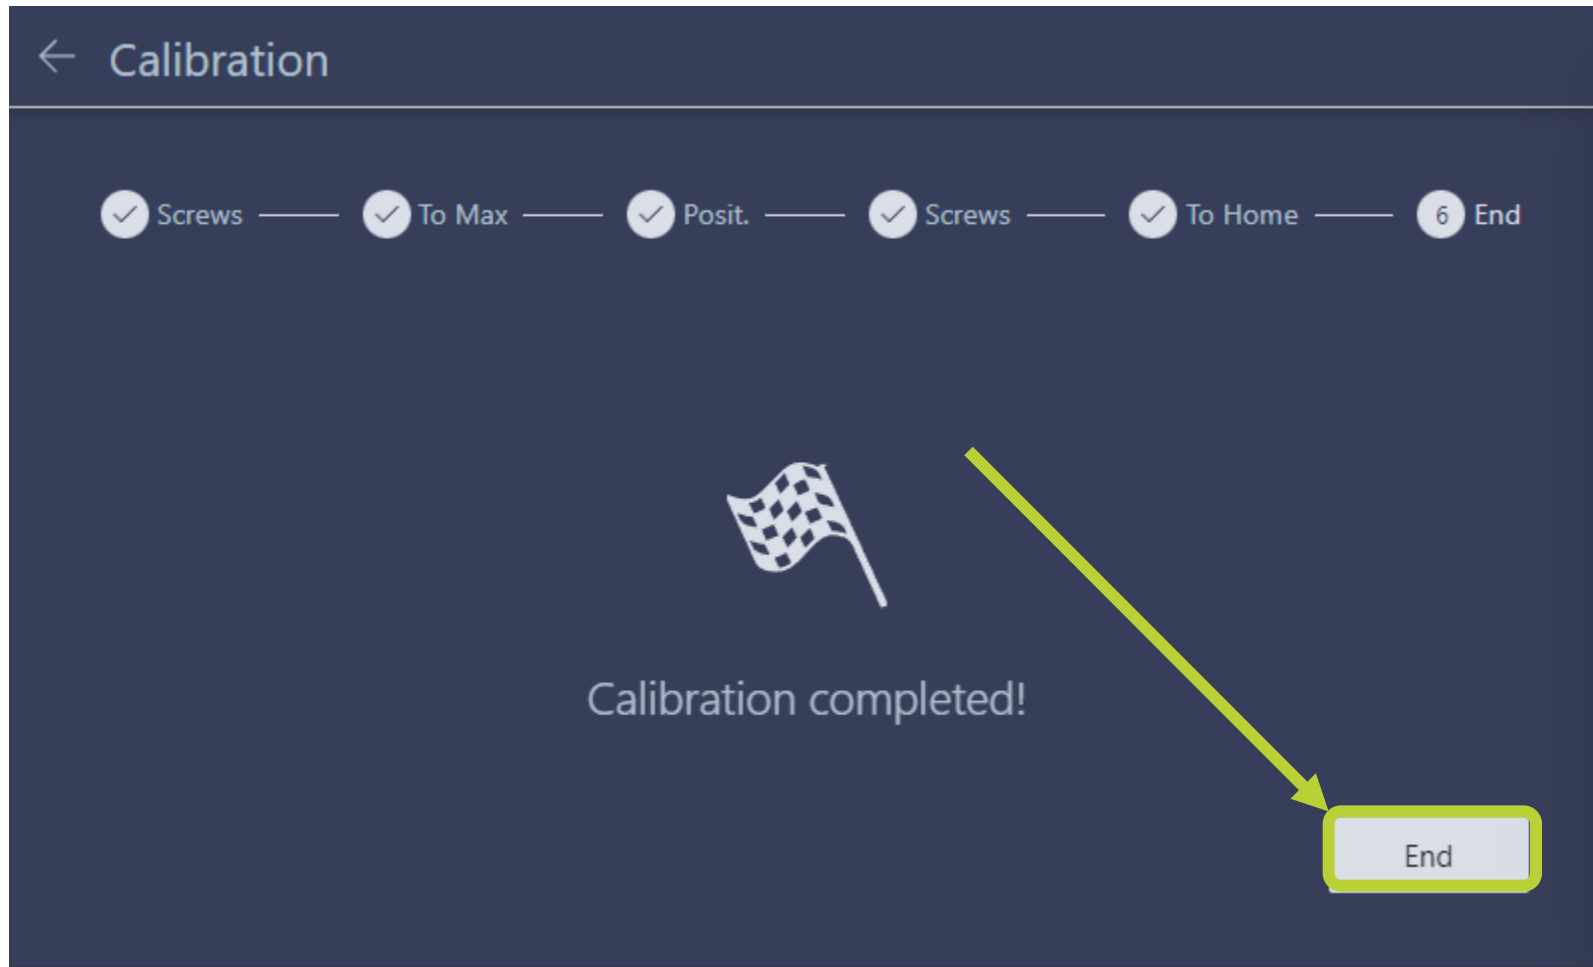 Calibration
Screws To Max Posit. Screws To Home 6 End
Calibration completed!
End